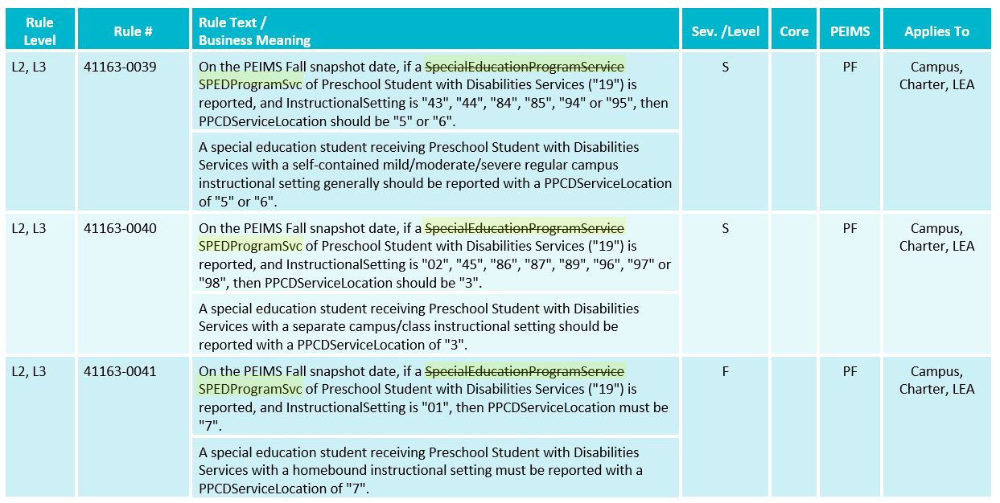 Rule Level
Rule #
Rule Text /
Business Meaning
Sev. /Level
Core
PEIMS
Applies To
L2, L3
41163-0039
On the PEIMS Fall snapshot date, if a SpecialEducationProgramService
SPEDProgramSvc of Preschool Student with Disabilities Services ("19") is
reported, and InstructionalSetting is "43", "44", "84", "85", "94" or "95", then
PPCDServiceLocation should be "5" or "6".
S
PF
Campus,
Charter, LEA
A special education student receiving Preschool Student with Disabilities
Services with a self-contained mild/moderate/severe regular campus
instructional setting generally should be reported with a PPCDServiceLocation
of "5" or "6".
L2, L3
41163-0040
On the PEIMS Fall snapshot date, if a SpecialEducationProgramService
SPEDProgramSvc of Preschool Student with Disabilities Services ("19") is
reported, and InstructionalSetting is "02", "45", "86", "87", "89", "96", "97" or
"98", then PPCDServiceLocation should be "3".
S
PF
Campus,
Charter, LEA
A special education student receiving Preschool Student with Disabilities
Services with a separate campus/class instructional setting should be
reported with a PPCDServiceLocation of "3".
L2, L3
41163-0041
On the PEIMS Fall snapshot date, if a SpecialEducationProgramService
SPEDProgramSvc of Preschool Student with Disabilities Services ("19") is
reported, and InstructionalSetting is "01", then PPCDServiceLocation must be
"7".
F
PF
Campus,
Charter, LEA
A special education student receiving Preschool Student with Disabilities
Services with a homebound instructional setting must be reported with a
PPCDServiceLocation of "7".